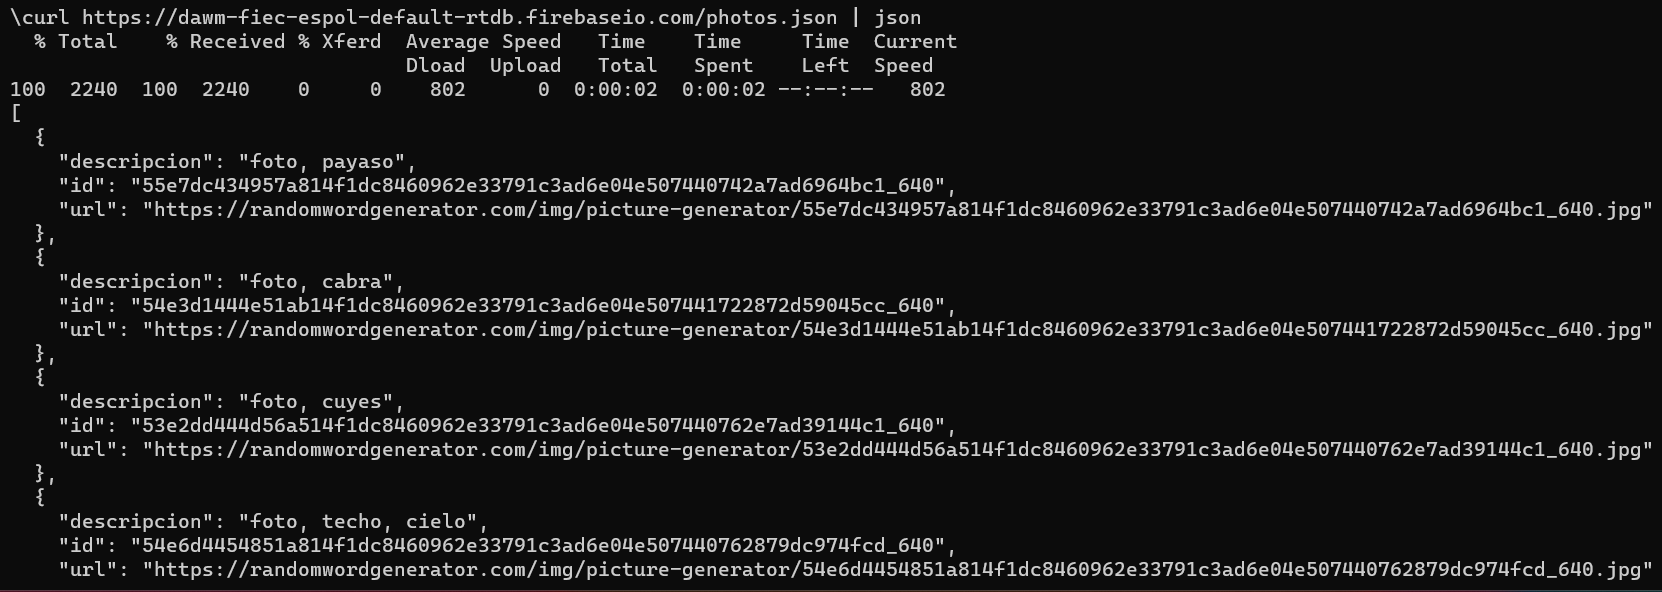 \curl https://dawm-fiec-espol-default-rtdb.firebaseio.com/photos.json | json
  % Total    % Received % Xferd  Average Speed   Time    Time     Time  Current
                                 Dload  Upload   Total   Spent    Left  Speed
100  2240  100  2240    0     0    802      0  0:00:02  0:00:02 --:--:--   802
[
  {
    "descripcion": "foto, payaso",
    "id": "55e7dc434957a814f1dc8460962e33791c3ad6e04e507440742a7ad6964bc1_640",
    "url": "https://randomwordgenerator.com/img/picture-generator/55e7dc434957a814f1dc8460962e33791c3ad6e04e507440742a7ad6964bc1_640.jpg"
  },
  {
    "descripcion": "foto, cabra",
    "id": "54e3d1444e51ab14f1dc8460962e33791c3ad6e04e507441722872d59045cc_640",
    "url": "https://randomwordgenerator.com/img/picture-generator/54e3d1444e51ab14f1dc8460962e33791c3ad6e04e507441722872d59045cc_640.jpg"
  },
  {
    "descripcion": "foto, cuyes",
    "id": "53e2dd444d56a514f1dc8460962e33791c3ad6e04e507440762e7ad39144c1_640",
    "url": "https://randomwordgenerator.com/img/picture-generator/53e2dd444d56a514f1dc8460962e33791c3ad6e04e507440762e7ad39144c1_640.jpg"
  },
  {
    "descripcion": "foto, techo, cielo",
    "id": "54e6d4454851a814f1dc8460962e33791c3ad6e04e507440762879dc974fcd_640",
    "url": "https://randomwordgenerator.com/img/picture-generator/54e6d4454851a814f1dc8460962e33791c3ad6e04e507440762879dc974fcd_640.jpg"